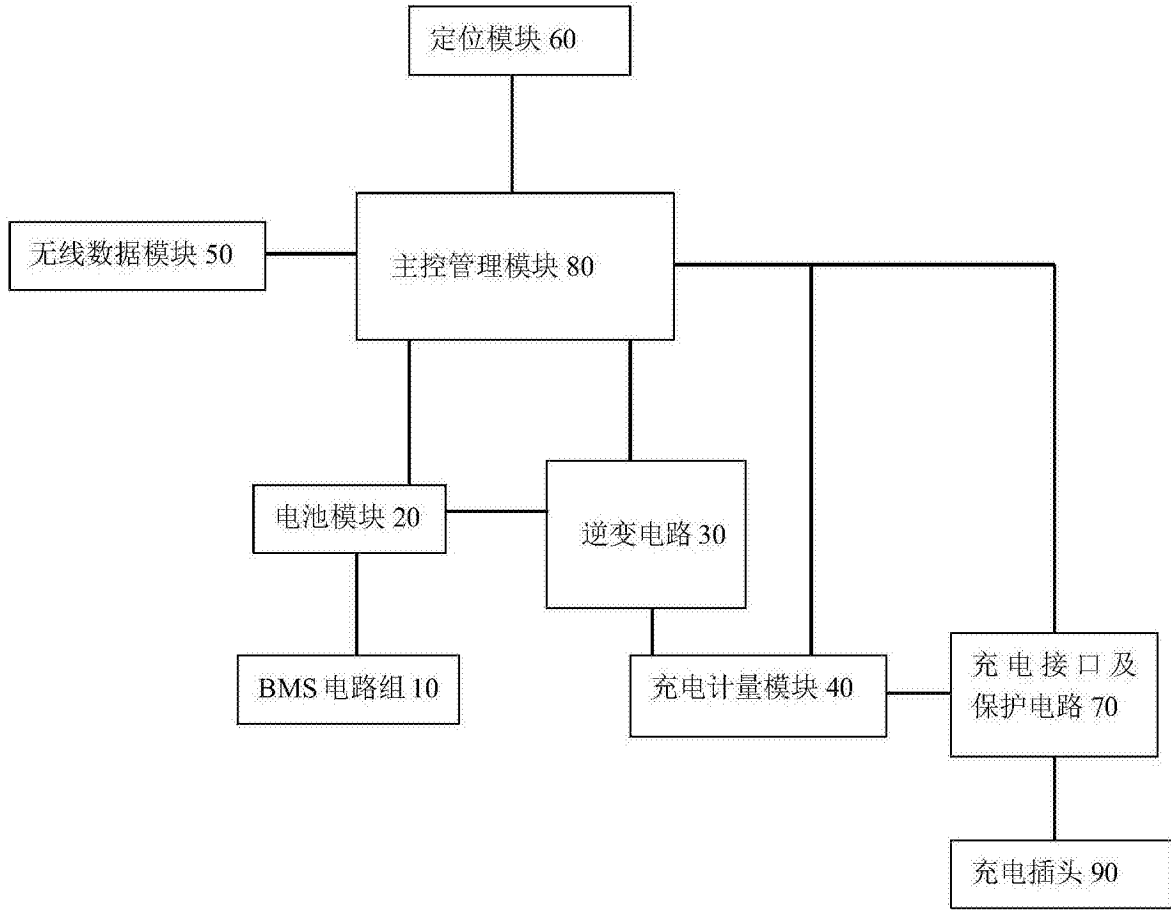 定位模块 60
无线数据模块 50
主控管理模块 80
电池模块 20
逆变电路 30
BMS 电路组 10
充电计量模块 40
充电接口及
保护电路 70
充电插头 90